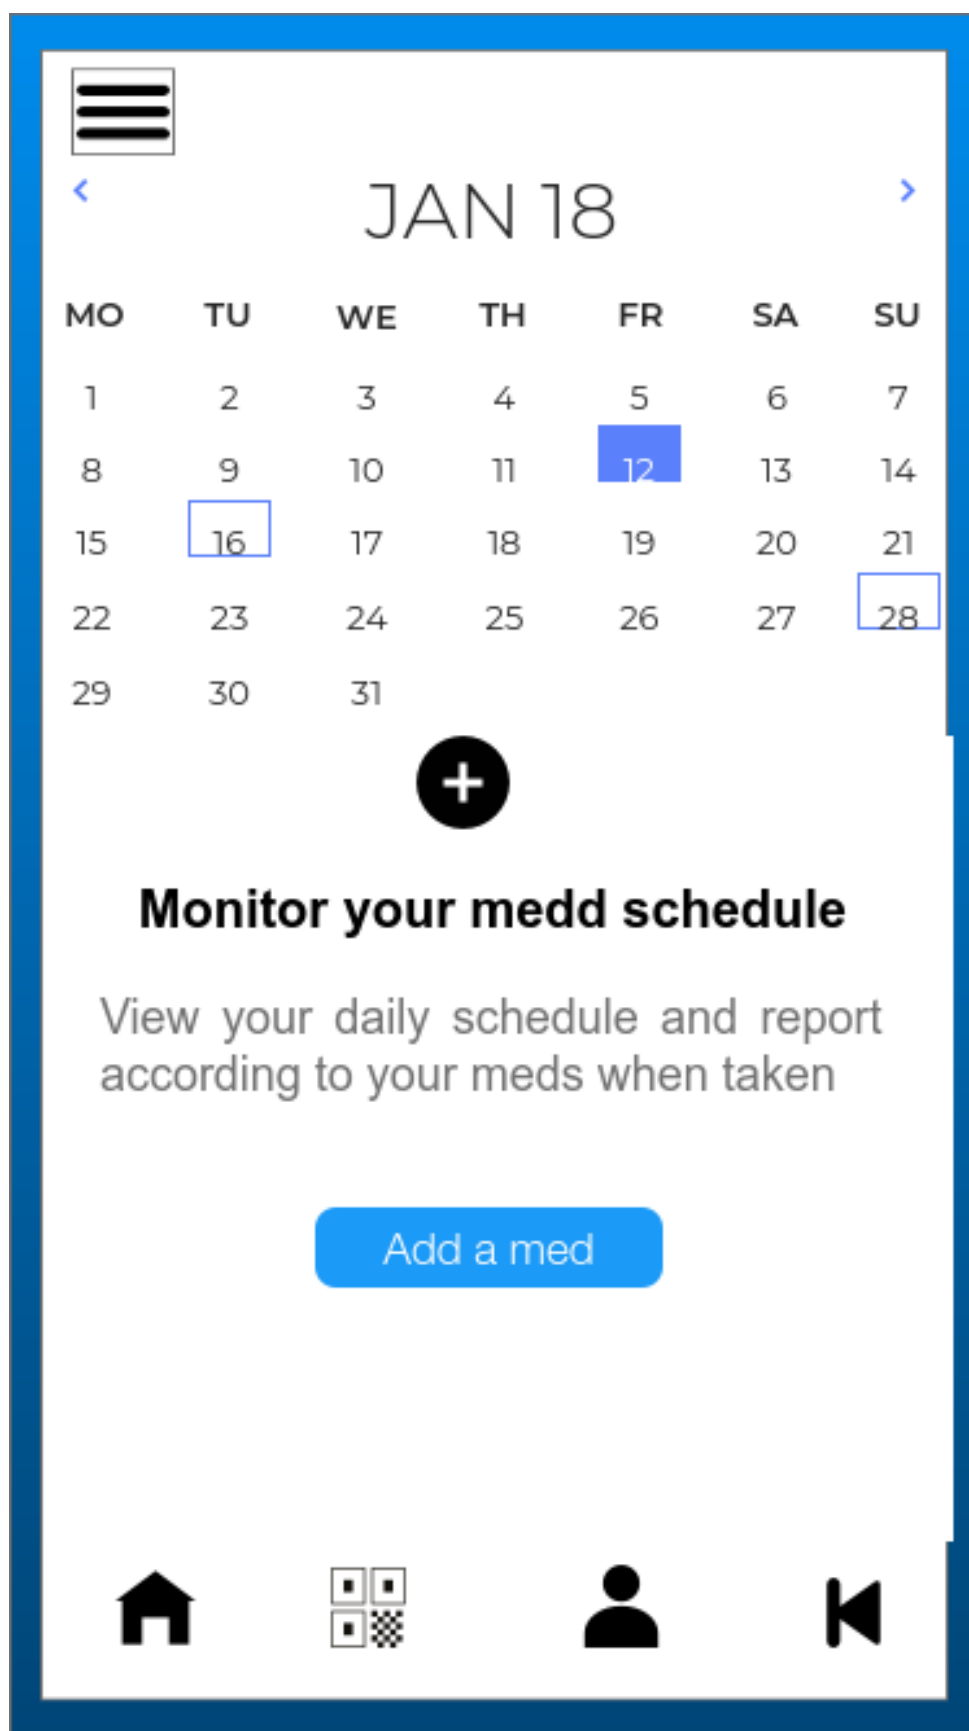 JAN 18
MO TU WE TH FR SA SU
1 2 3 4 5 6 7
8 9 10 11 12 13 14
15 16 17 18 19 20 21
22 23 24 25 26 27 28
29 30 31
Monitor your medd schedule
View your daily schedule and report
according to your meds when taken
Add a med